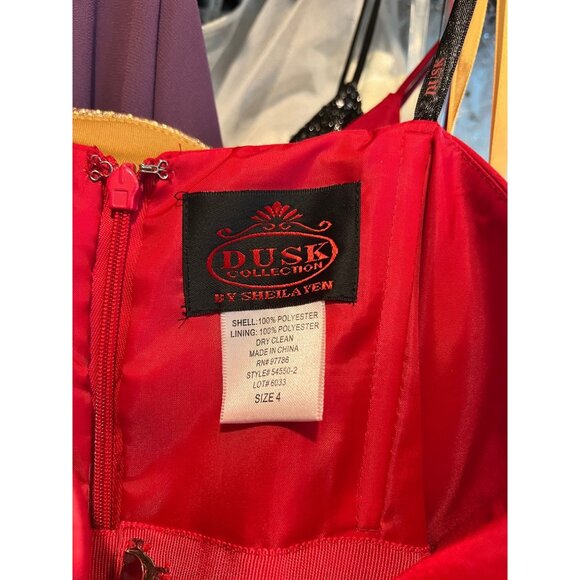 DUSK
DUSK
COLLECTION
BY SHEILAYEN
SHELL:100% POLYESTER
LINING: 100% POLYESTER
DRY CLEAN
MADE IN CHINA
RN# 97786
STYLE# 54550-2
LOT# 6033
SIZE 4